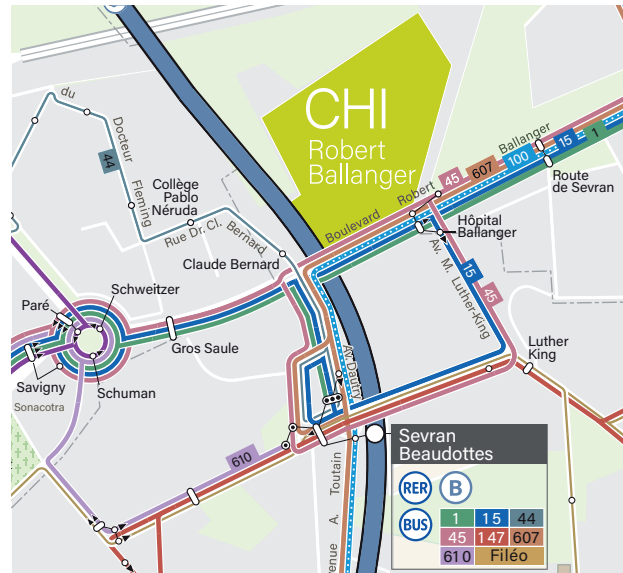 du
Docteur
44
Fleming
Collège
Pablo
Néruda
Rue Dr. Cl. Bernard
Claude Bernard
CHI
Robert
Ballanger
Boulevard
Robert
Ballanger
45
607
100
15
1
Route
de Sevran
Hôpital
Ballanger
Av. M. Luther-King
15
45
Luther
King
Paré
Schweitzer
Gros Saule
Savigny
Schuman
Sonacotra
Av. Dautry
610
Avenue A. Toutain
Sevran
Beaudottes
RER B
BUS 1 15 44
45 147 607
610 Filéo